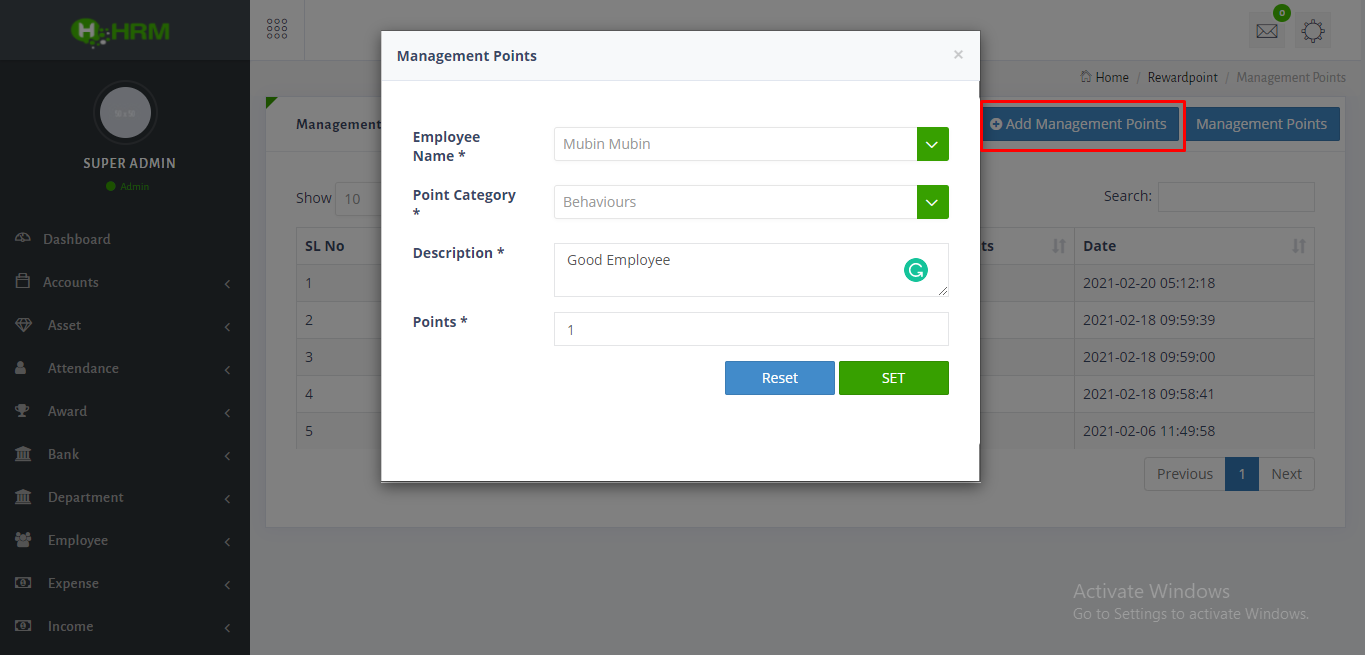 HRM
SUPER ADMIN
Admin
Dashboard
Accounts
Asset
Attendance
Award
Bank
Department
Employee
Expense
Income
0
Home / Rewardpoint / Management Points
Management
Add Management Points
Management Points
Show 10
Search:
SL No
ts
Date
1
2021-02-20 05:12:18
2
2021-02-18 09:59:39
3
2021-02-18 09:59:00
4
2021-02-18 09:58:41
5
2021-02-06 11:49:58
Previous 1 Next
Management Points ×
Employee
Name *
Mubin Mubin
Point Category
*
Behaviours
Description *
Good Employee
Points *
1
Reset
SET
Activate Windows
Go to Settings to activate Windows.